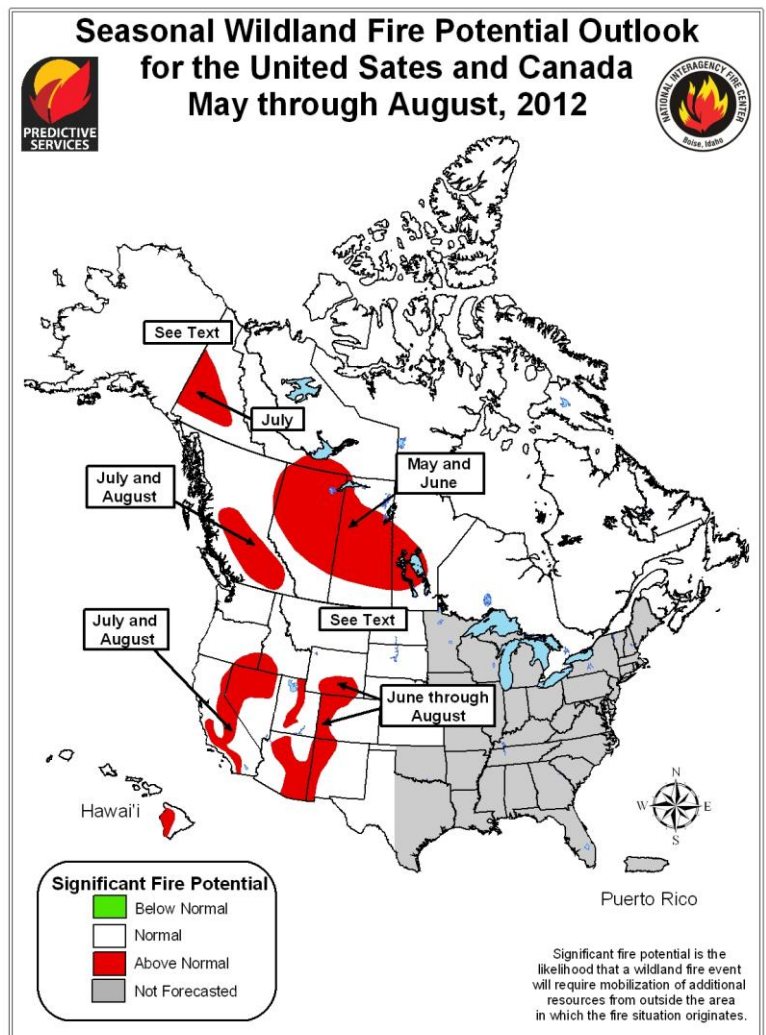 Seasonal Wildland Fire Potential Outlook
for the United Sates and Canada
May through August, 2012
PREDICTIVE
SERVICES
NATIONAL INTERAGENCY FIRE CENTER
Boise, Idaho
See Text
July
July and
August
May and
June
See Text
July and
August
June through
August
Hawai'i
N
W
E
S
Puerto Rico
Significant Fire Potential
Below Normal
Normal
Above Normal
Not Forecasted
Significant fire potential is the
likelihood that a wildland fire event
will require mobilization of additional
resources from outside the area
in which the fire situation originates.